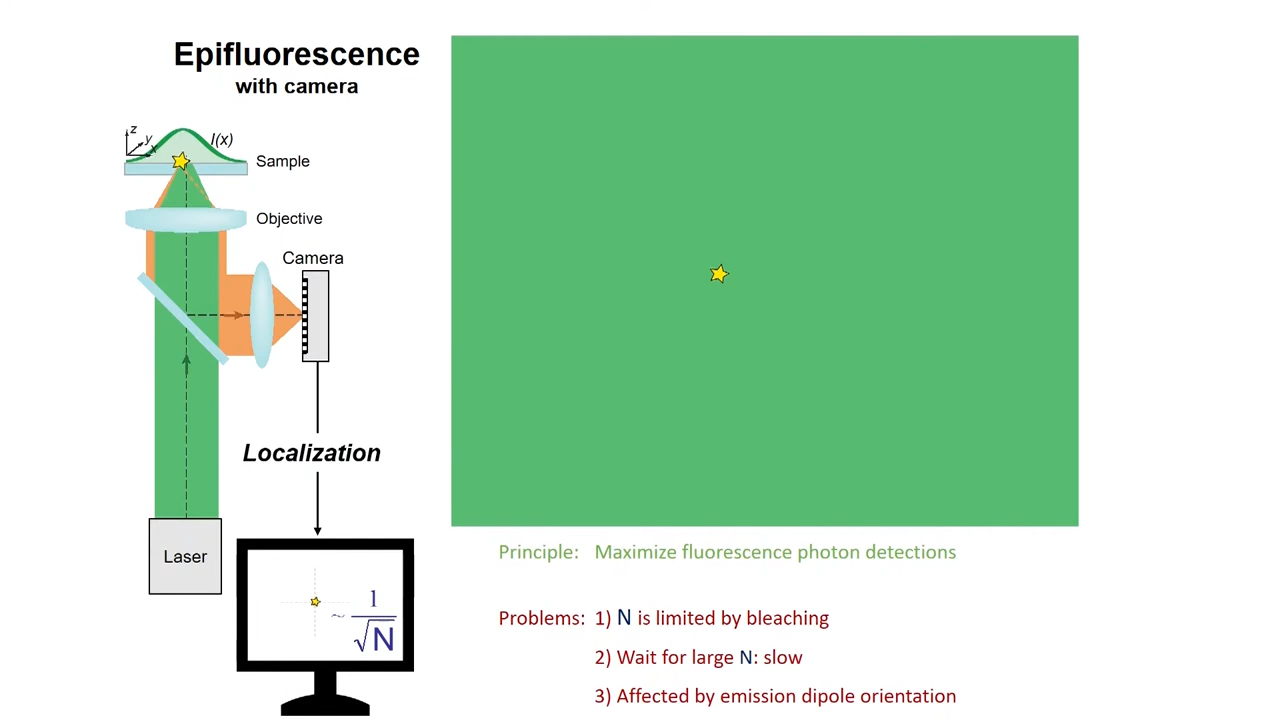 Epifluorescence
with camera
z
y
x
I(x)
Sample
Objective
Camera
Localization
Laser
~ 1/√N
Principle: Maximize fluorescence photon detections
Problems: 1) N is limited by bleaching
2) Wait for large N: slow
3) Affected by emission dipole orientation